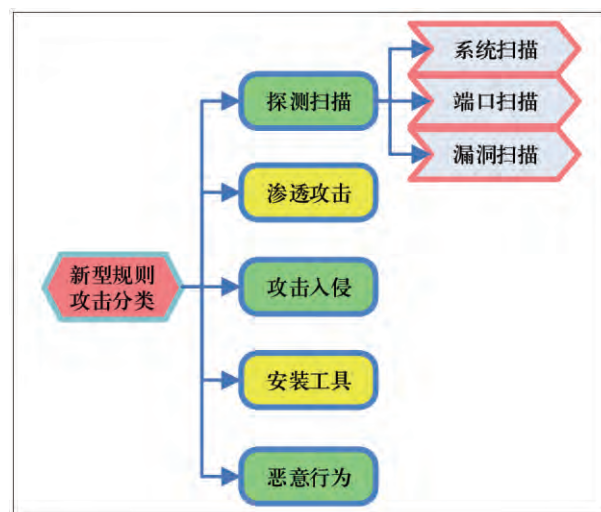 系统扫描
探测扫描
端口扫描
漏洞扫描
渗透攻击
新型规则
攻击分类
攻击入侵
安装工具
恶意行为